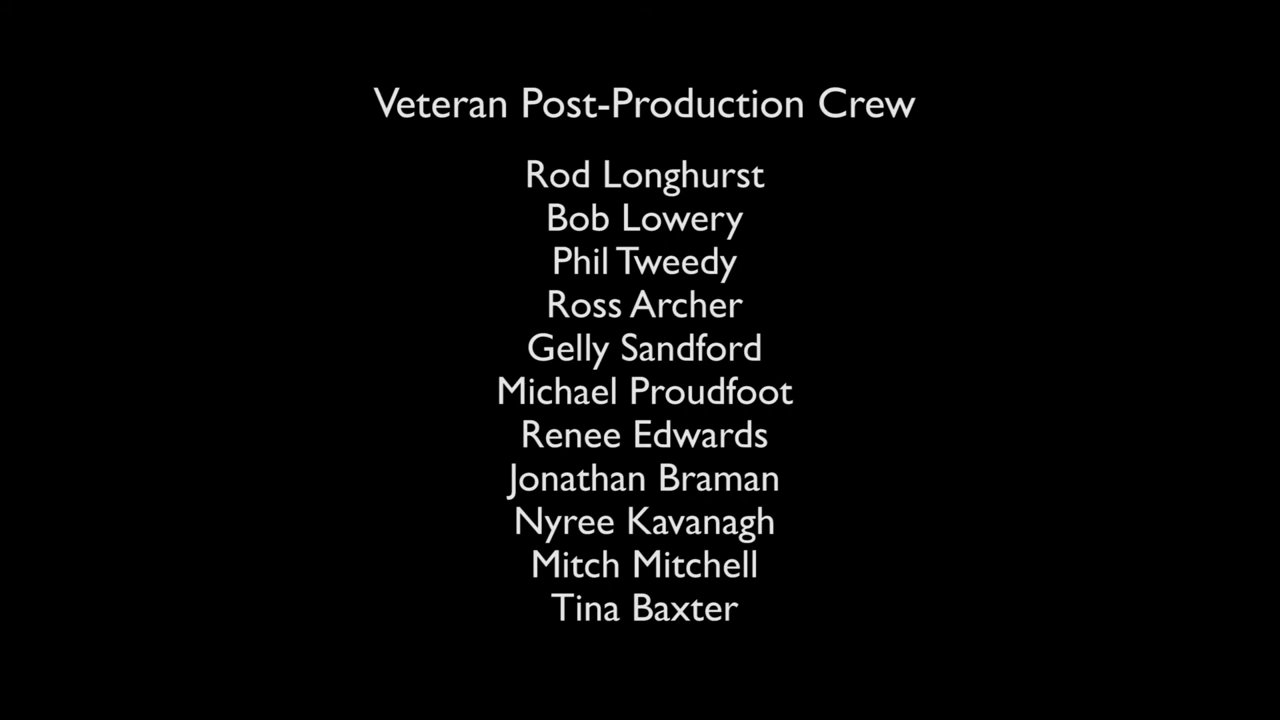 Veteran Post-Production Crew
Rod Longhurst
Bob Lowery
Phil Tweedy
Ross Archer
Gelly Sandford
Michael Proudfoot
Renee Edwards
Jonathan Braman
Nyree Kavanagh
Mitch Mitchell
Tina Baxter